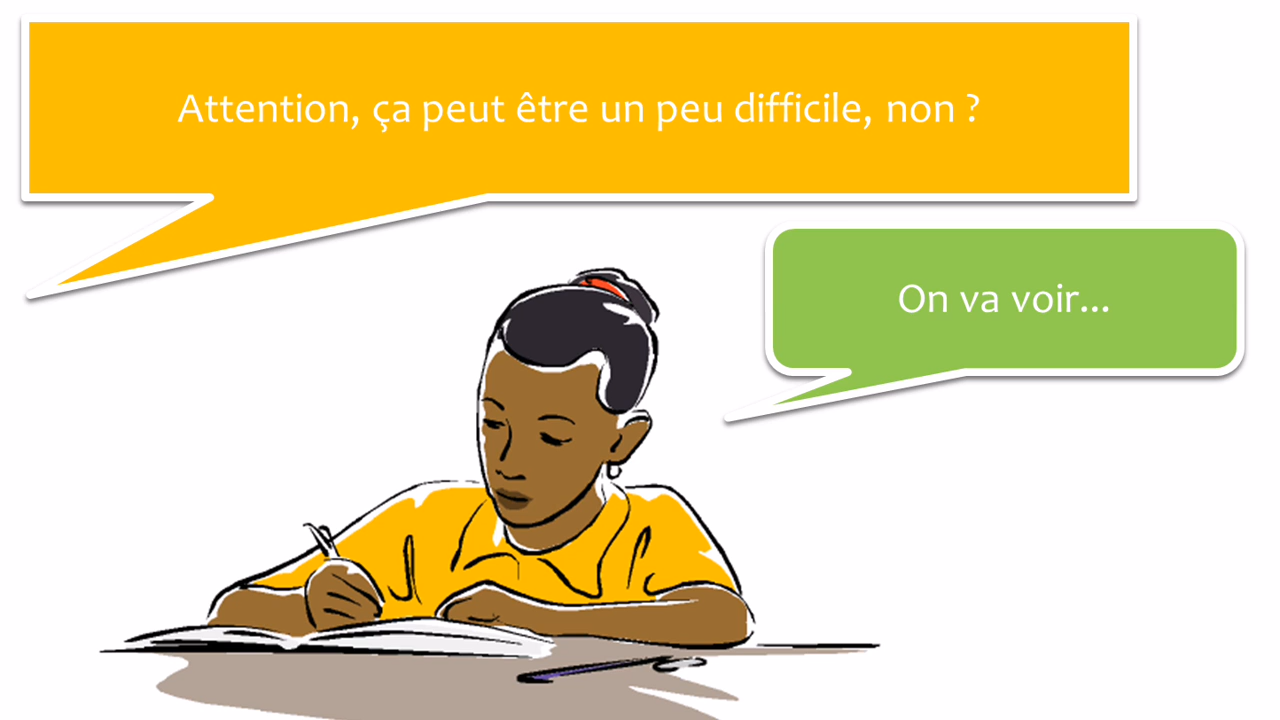 Attention, ça peut être un peu difficile, non ?
On va voir...